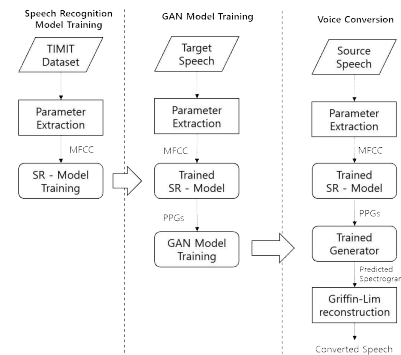 Speech Recognition
Model Training
TIMIT
Dataset
Parameter
Extraction
MFCC
SR - Model
Training
GAN Model Training
Target
Speech
Parameter
Extraction
MFCC
Trained
SR - Model
PPGs
GAN Model
Training
Voice Conversion
Source
Speech
Parameter
Extraction
MFCC
Trained
SR - Model
PPGs
Trained
Generator
Predicted
Spectrograr
Griffin-Lim
reconstruction
Converted Speech